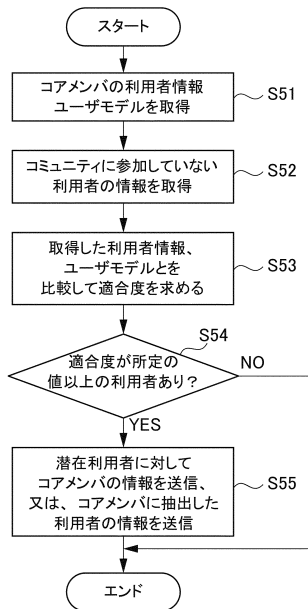 スタート
コアメンバの利用者情報
ユーザモデルを取得
S51
コミュニティに参加していない
利用者の情報を取得
S52
取得した利用者情報、
ユーザモデルとを
比較して適合度を求める
S53
S54
適合度が所定の
値以上の利用者あり？
NO
YES
潜在利用者に対して
コアメンバの情報を送信、
又は、コアメンバに抽出した
利用者の情報を送信
S55
エンド